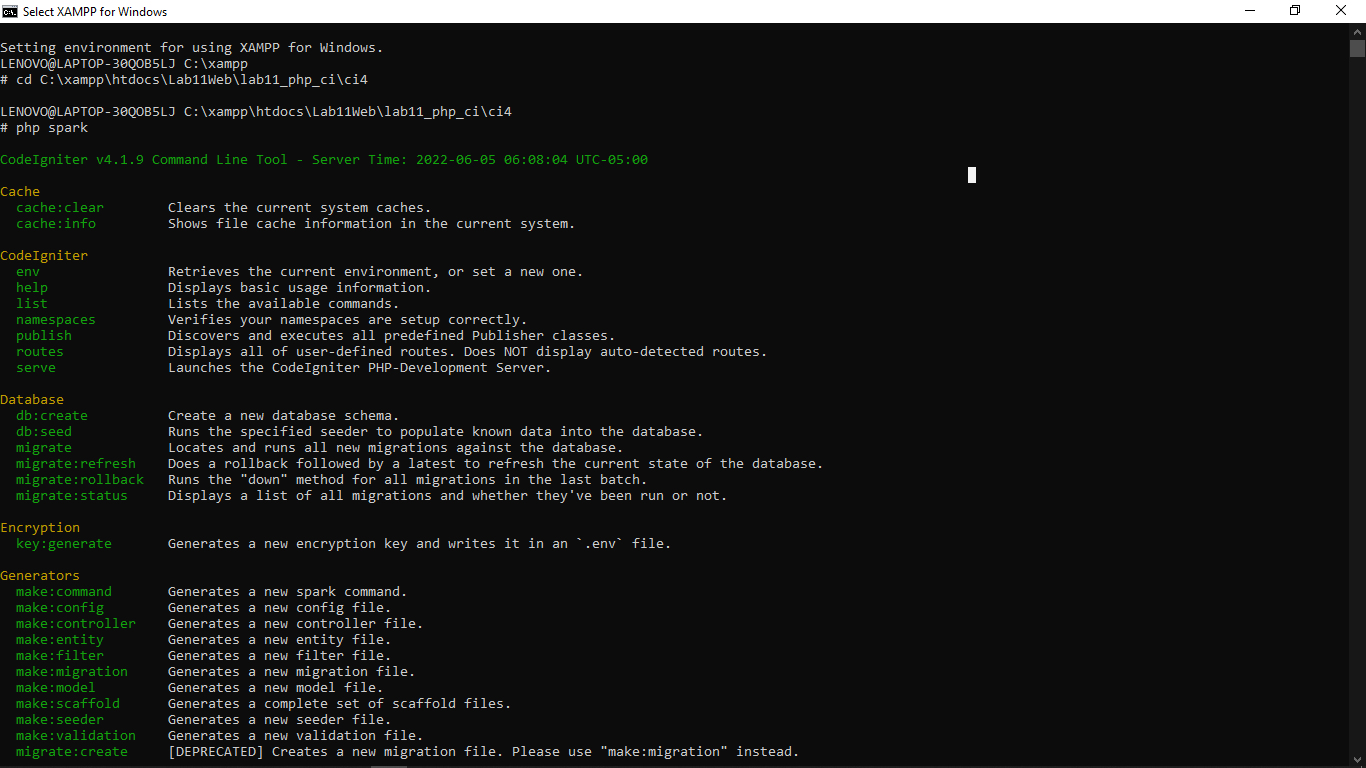 Select XAMPP for Windows
Setting environment for using XAMPP for Windows.
LENOVO@LAPTOP-30QOB5LJ C:\xampp
# cd C:\xampp\htdocs\Lab11Web\lab11_php_ci\ci4
LENOVO@LAPTOP-30QOB5LJ C:\xampp\htdocs\Lab11Web\lab11_php_ci\ci4
# php spark
CodeIgniter v4.1.9 Command Line Tool - Server Time: 2022-06-05 06:08:04 UTC-05:00
Cache
cache:clear Clears the current system caches.
cache:info Shows file cache information in the current system.
CodeIgniter
env Retrieves the current environment, or set a new one.
help Displays basic usage information.
list Lists the available commands.
namespaces Verifies your namespaces are setup correctly.
publish Discovers and executes all predefined Publisher classes.
routes Displays all of user-defined routes. Does NOT display auto-detected routes.
serve Launches the CodeIgniter PHP-Development Server.
Database
db:create Create a new database schema.
db:seed Runs the specified seeder to populate known data into the database.
migrate Locates and runs all new migrations against the database.
migrate:refresh Does a rollback followed by a latest to refresh the current state of the database.
migrate:rollback Runs the "down" method for all migrations in the last batch.
migrate:status Displays a list of all migrations and whether they've been run or not.
Encryption
key:generate Generates a new encryption key and writes it in an `.env` file.
Generators
make:command Generates a new spark command.
make:config Generates a new config file.
make:controller Generates a new controller file.
make:entity Generates a new entity file.
make:filter Generates a new filter file.
make:migration Generates a new migration file.
make:model Generates a new model file.
make:scaffold Generates a complete set of scaffold files.
make:seeder Generates a new seeder file.
make:validation Generates a new validation file.
migrate:create [DEPRECATED] Creates a new migration file. Please use "make:migration" instead.